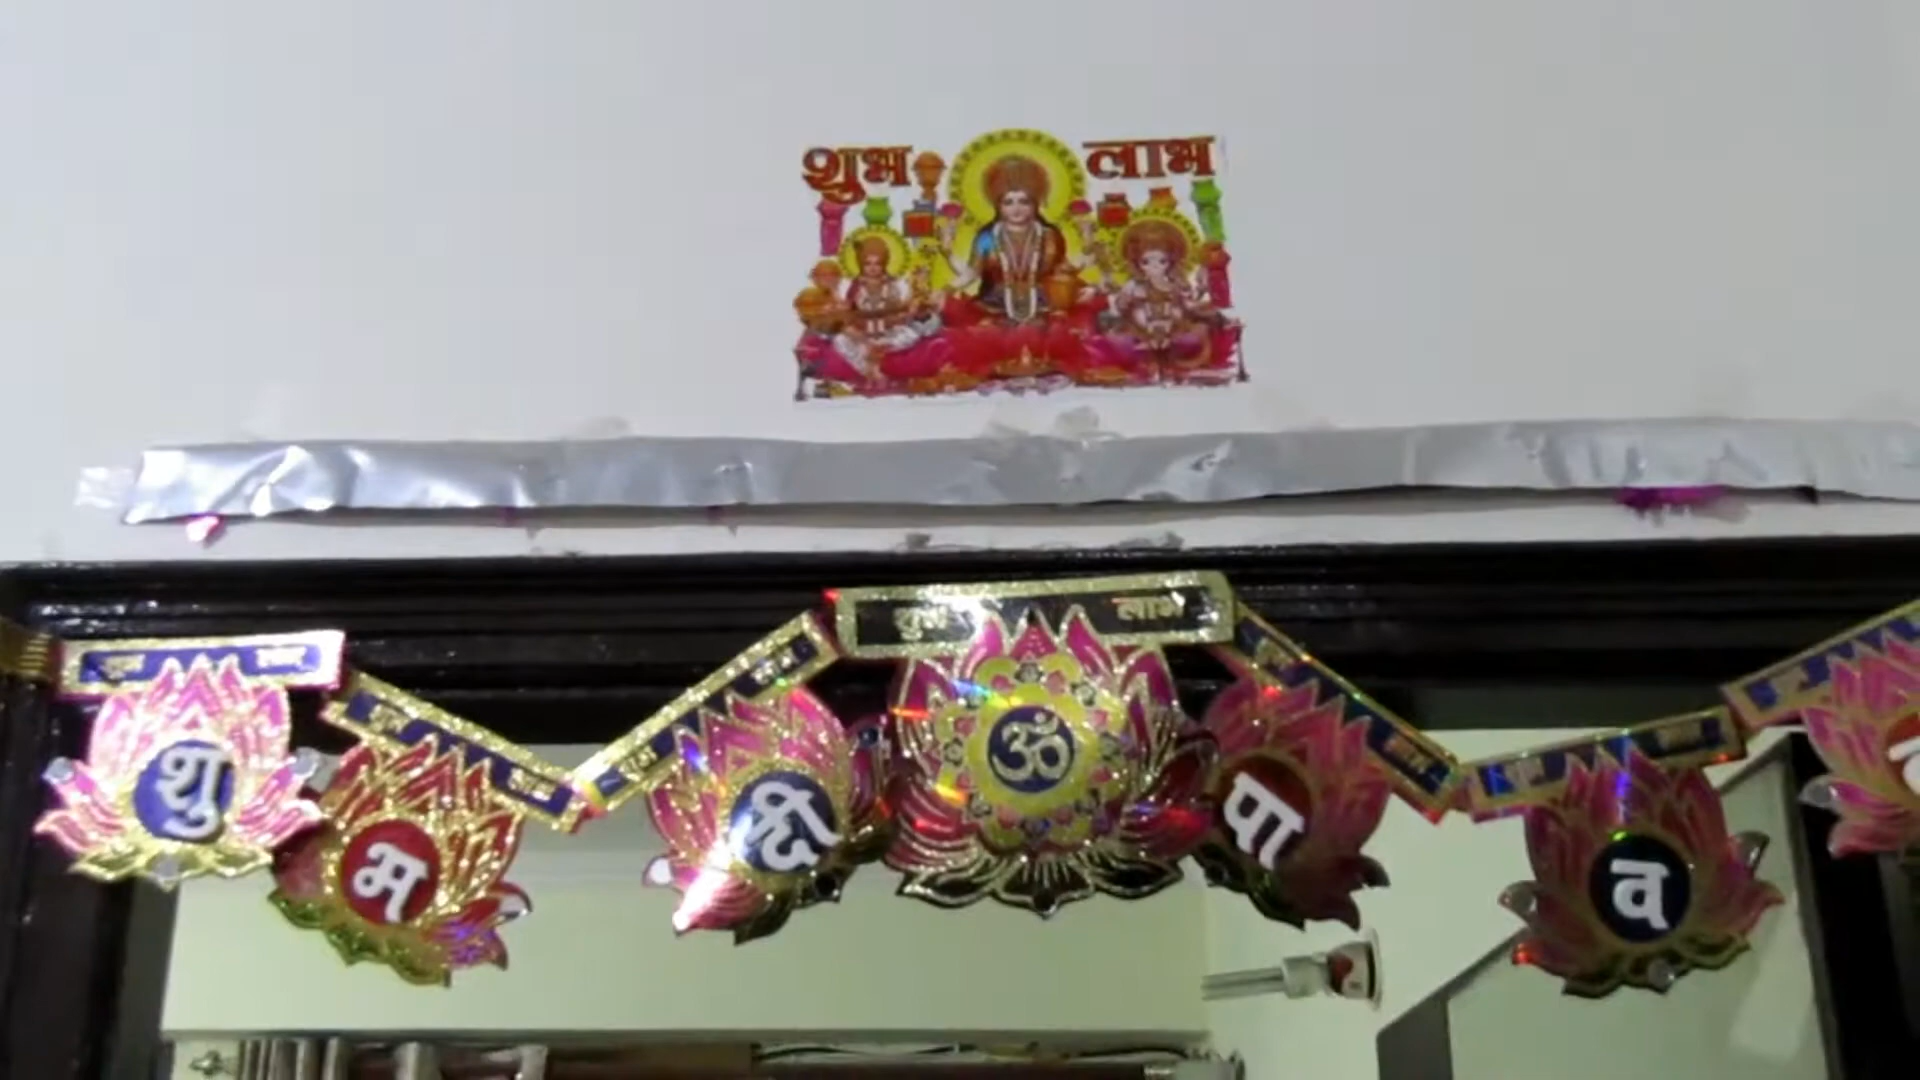 शुभ लाभ
शुभ लाभ
शु भ दी ॐ पा व